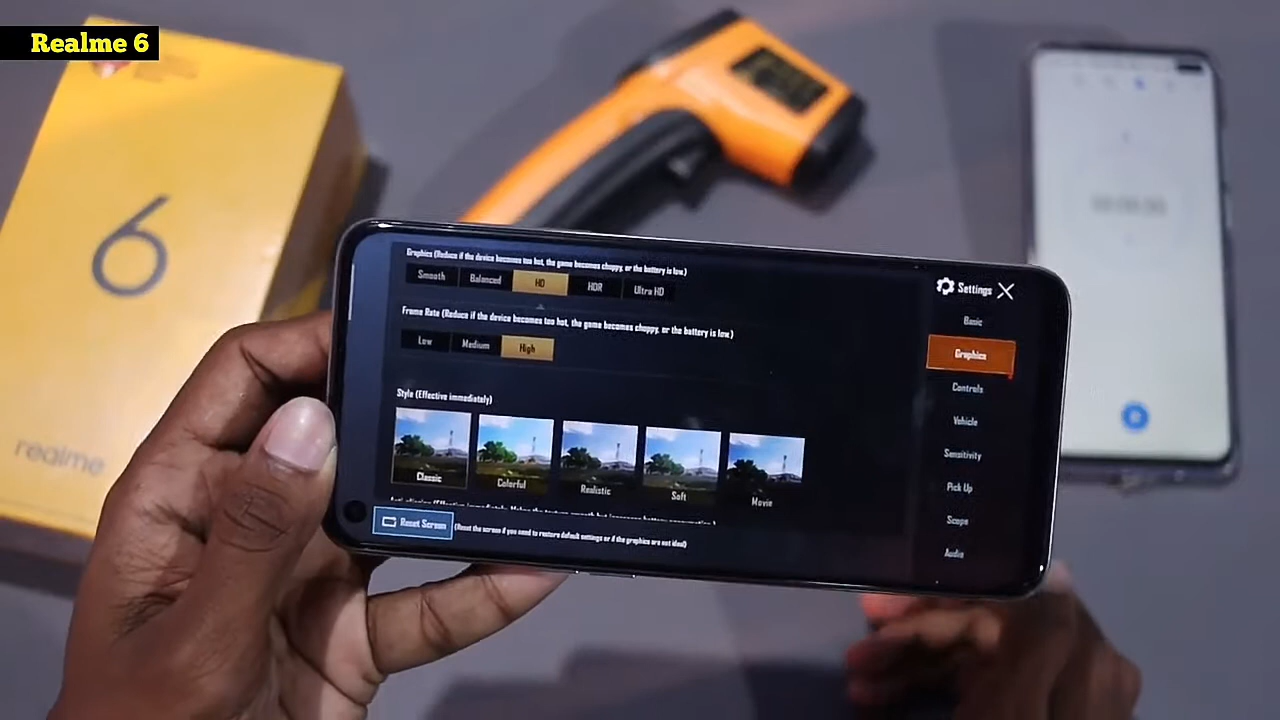 Realme 6
6
realme
Graphics (Reduce if the device becomes too hot, the game becomes choppy, or the battery is low.)
Smooth Balanced HD HDR Ultra HD
Frame Rate (Reduce if the device becomes too hot, the game becomes choppy, or the battery is low.)
Low Medium High
Style (Effective immediately)
Classic Colorful Realistic Soft Movie
Reset Screen (Reset the screen if you need to restore default settings or if the graphics are not ideal)
Settings
Basic
Graphics
Controls
Vehicle
Sensitivity
Pick Up
Scope
Audio